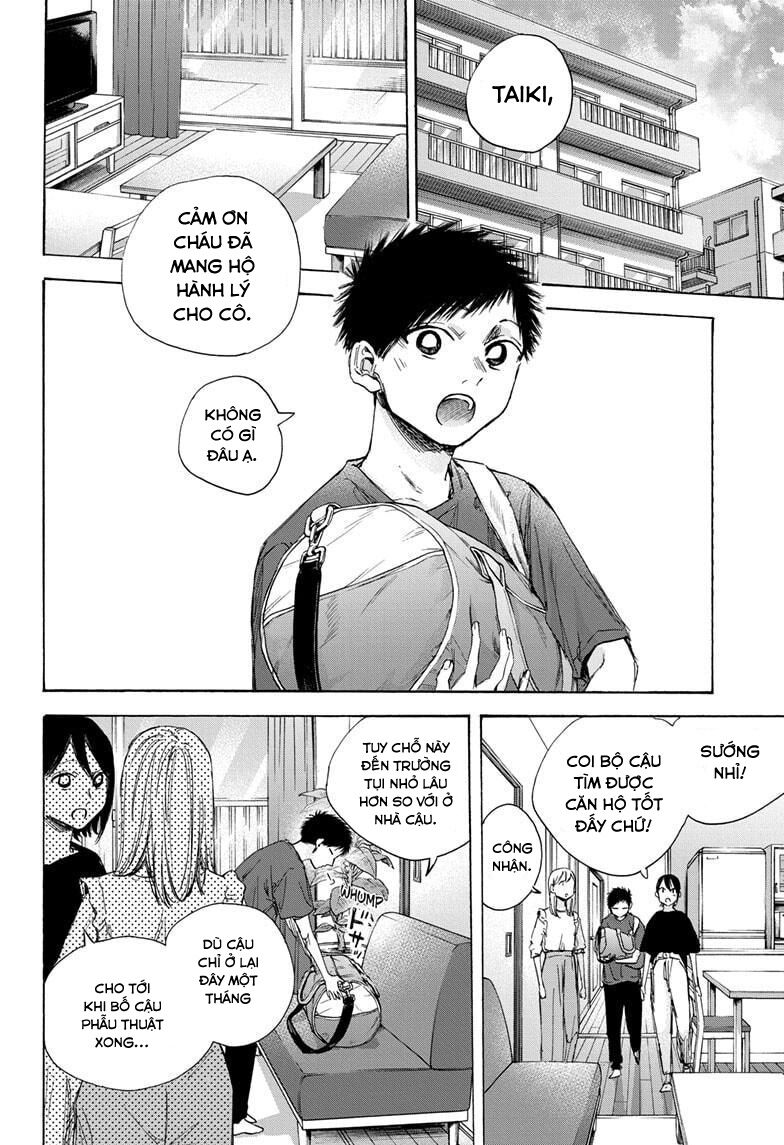 TAIKI,
CẢM ƠN
CHÁU ĐÃ
MANG HỘ
HÀNH LÝ
CHO CÔ.
KHÔNG
CÓ GÌ
ĐÂU Ạ.
SƯỚNG
NHỈ!
COI BỘ CẬU
TÌM ĐƯỢC
CĂN HỘ TỐT
ĐẤY CHỨ!
CÔNG
NHẬN.
TUY CHỖ NÀY
ĐẾN TRƯỜNG
TỤI NHỎ LÂU
HƠN SO VỚI Ở
NHÀ CẬU.
WHUMP
ドサッ
DÙ CẬU
CHỈ Ở LẠI
ĐÂY MỘT
THÁNG
CHO TỚI
KHI BỐ CẬU
PHẪU THUẬT
XONG...